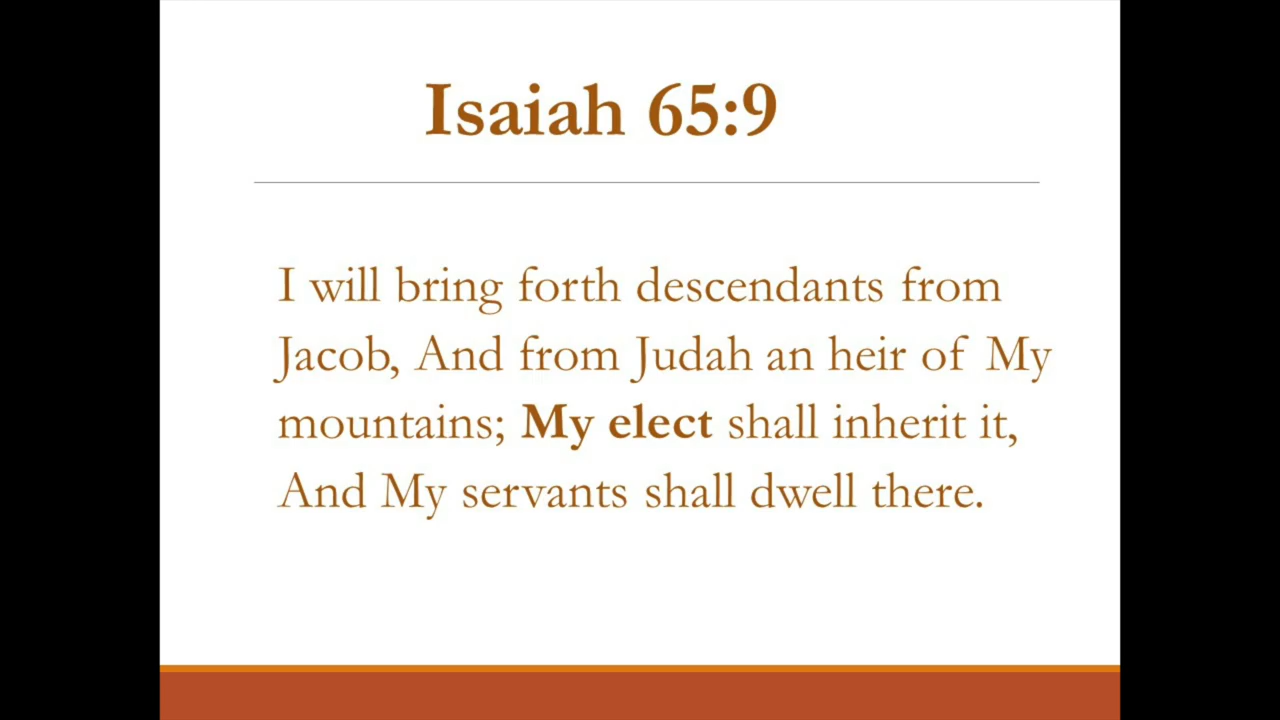 Isaiah 65:9
I will bring forth descendants from
Jacob, And from Judah an heir of My
mountains; My elect shall inherit it,
And My servants shall dwell there.